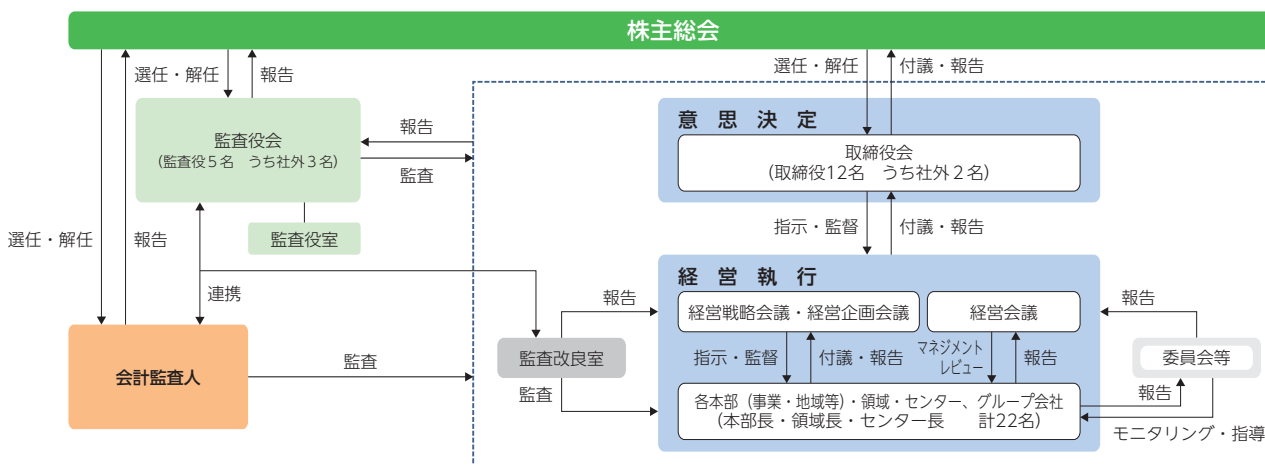 株主総会
選任・解任
報告
選任・解任
付議・報告
監査役会
(監査役5名 うち社外3名)
報告
監査
意思決定
取締役会
(取締役12名 うち社外2名)
選任・解任
報告
監査役室
指示・監督
付議・報告
連携
経営執行
報告
経営戦略会議・経営企画会議
経営会議
報告
会計監査人
監査
監査改良室
指示・監督
付議・報告
マネジメント
レビュー
報告
委員会等
監査
各本部(事業・地域等)・領域・センター、グループ会社
(本部長・領域長・センター長 計22名)
報告
モニタリング・指導